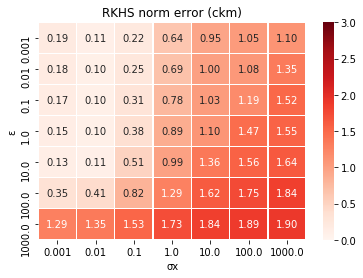 RKHS norm error (ckm)
ε
0.001 0.19 0.11 0.22 0.64 0.95 1.05 1.10
0.01 0.18 0.10 0.25 0.69 1.00 1.08 1.35
0.1 0.17 0.10 0.31 0.78 1.03 1.19 1.52
1.0 0.15 0.10 0.38 0.89 1.10 1.47 1.55
10.0 0.13 0.11 0.51 0.99 1.36 1.56 1.64
100.0 0.35 0.41 0.82 1.29 1.62 1.75 1.84
1000.0 1.29 1.35 1.53 1.73 1.84 1.89 1.90
0.001 0.01 0.1 1.0 10.0 100.0 1000.0
σx
3.0
2.5
2.0
1.5
1.0
0.5
0.0